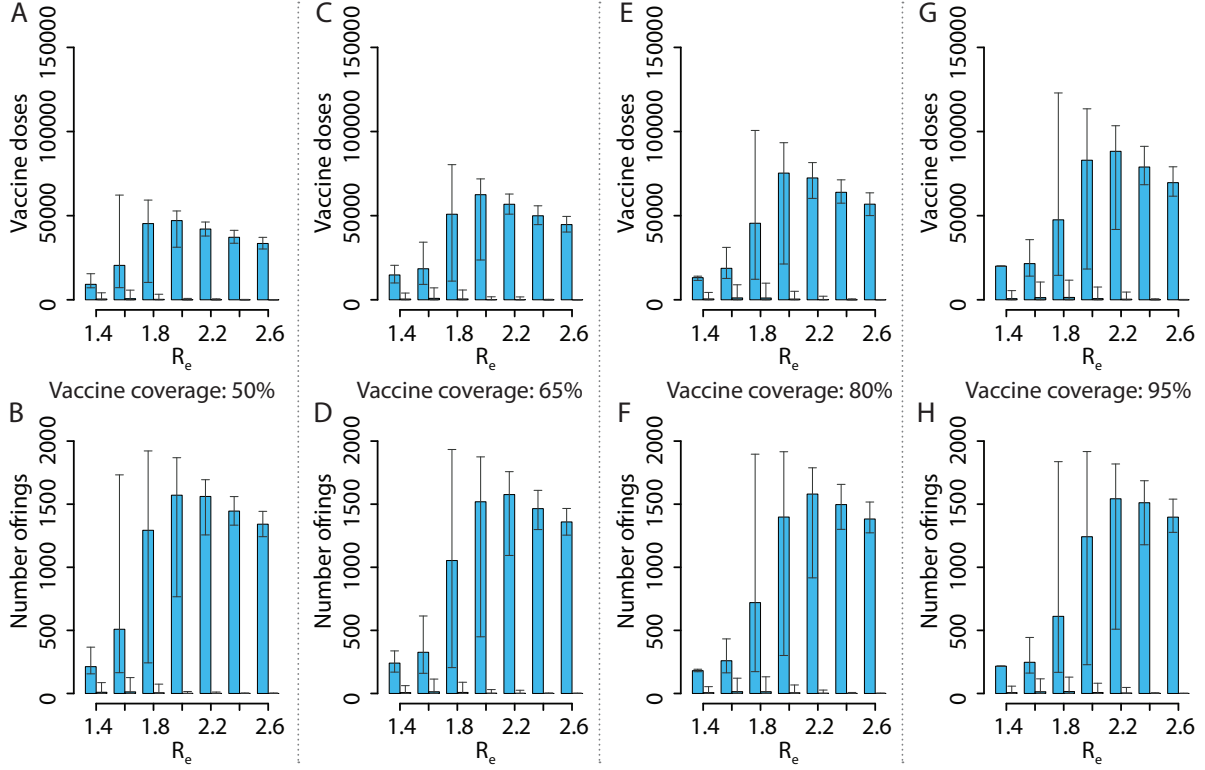 A
Vaccine doses
0
50000
100000
150000
1.4
1.8
2.2
2.6
Re
C
Vaccine doses
0
50000
100000
150000
1.4
1.8
2.2
2.6
Re
E
Vaccine doses
0
50000
100000
150000
1.4
1.8
2.2
2.6
Re
G
Vaccine doses
0
50000
100000
150000
1.4
1.8
2.2
2.6
Re
Vaccine coverage: 50%
Vaccine coverage: 65%
Vaccine coverage: 80%
Vaccine coverage: 95%
B
Number ofrings
0
500
1000
1500
2000
1.4
1.8
2.2
2.6
Re
D
Number ofrings
0
500
1000
1500
2000
1.4
1.8
2.2
2.6
Re
F
Number ofrings
0
500
1000
1500
2000
1.4
1.8
2.2
2.6
Re
H
Number ofrings
0
500
1000
1500
2000
1.4
1.8
2.2
2.6
Re